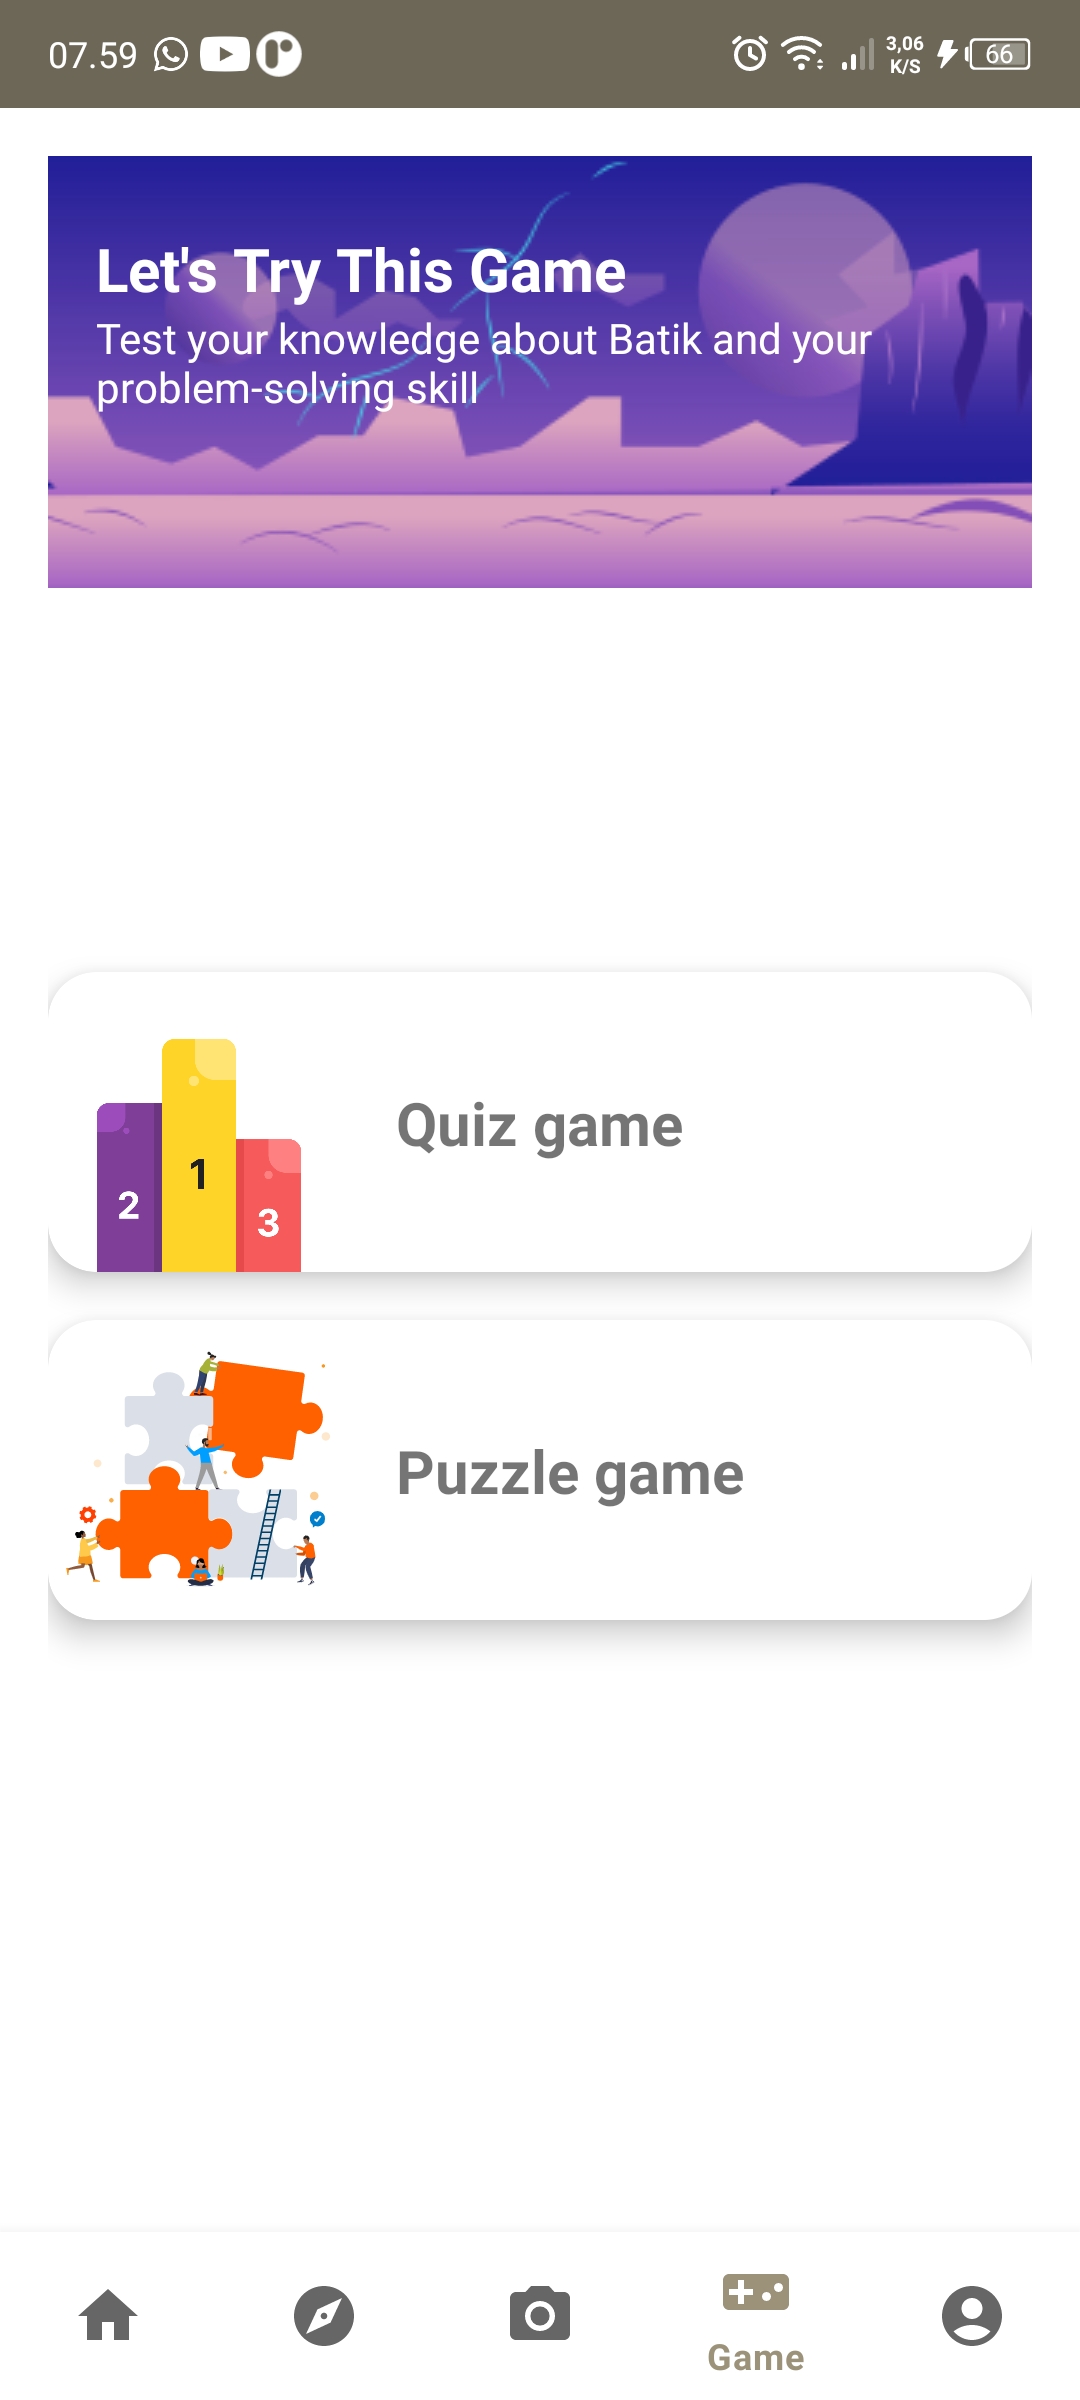 07.59
3,06
K/S
66
Let's Try This Game
Test your knowledge about Batik and your
problem-solving skill
1
2
3
Quiz game
Puzzle game
Game